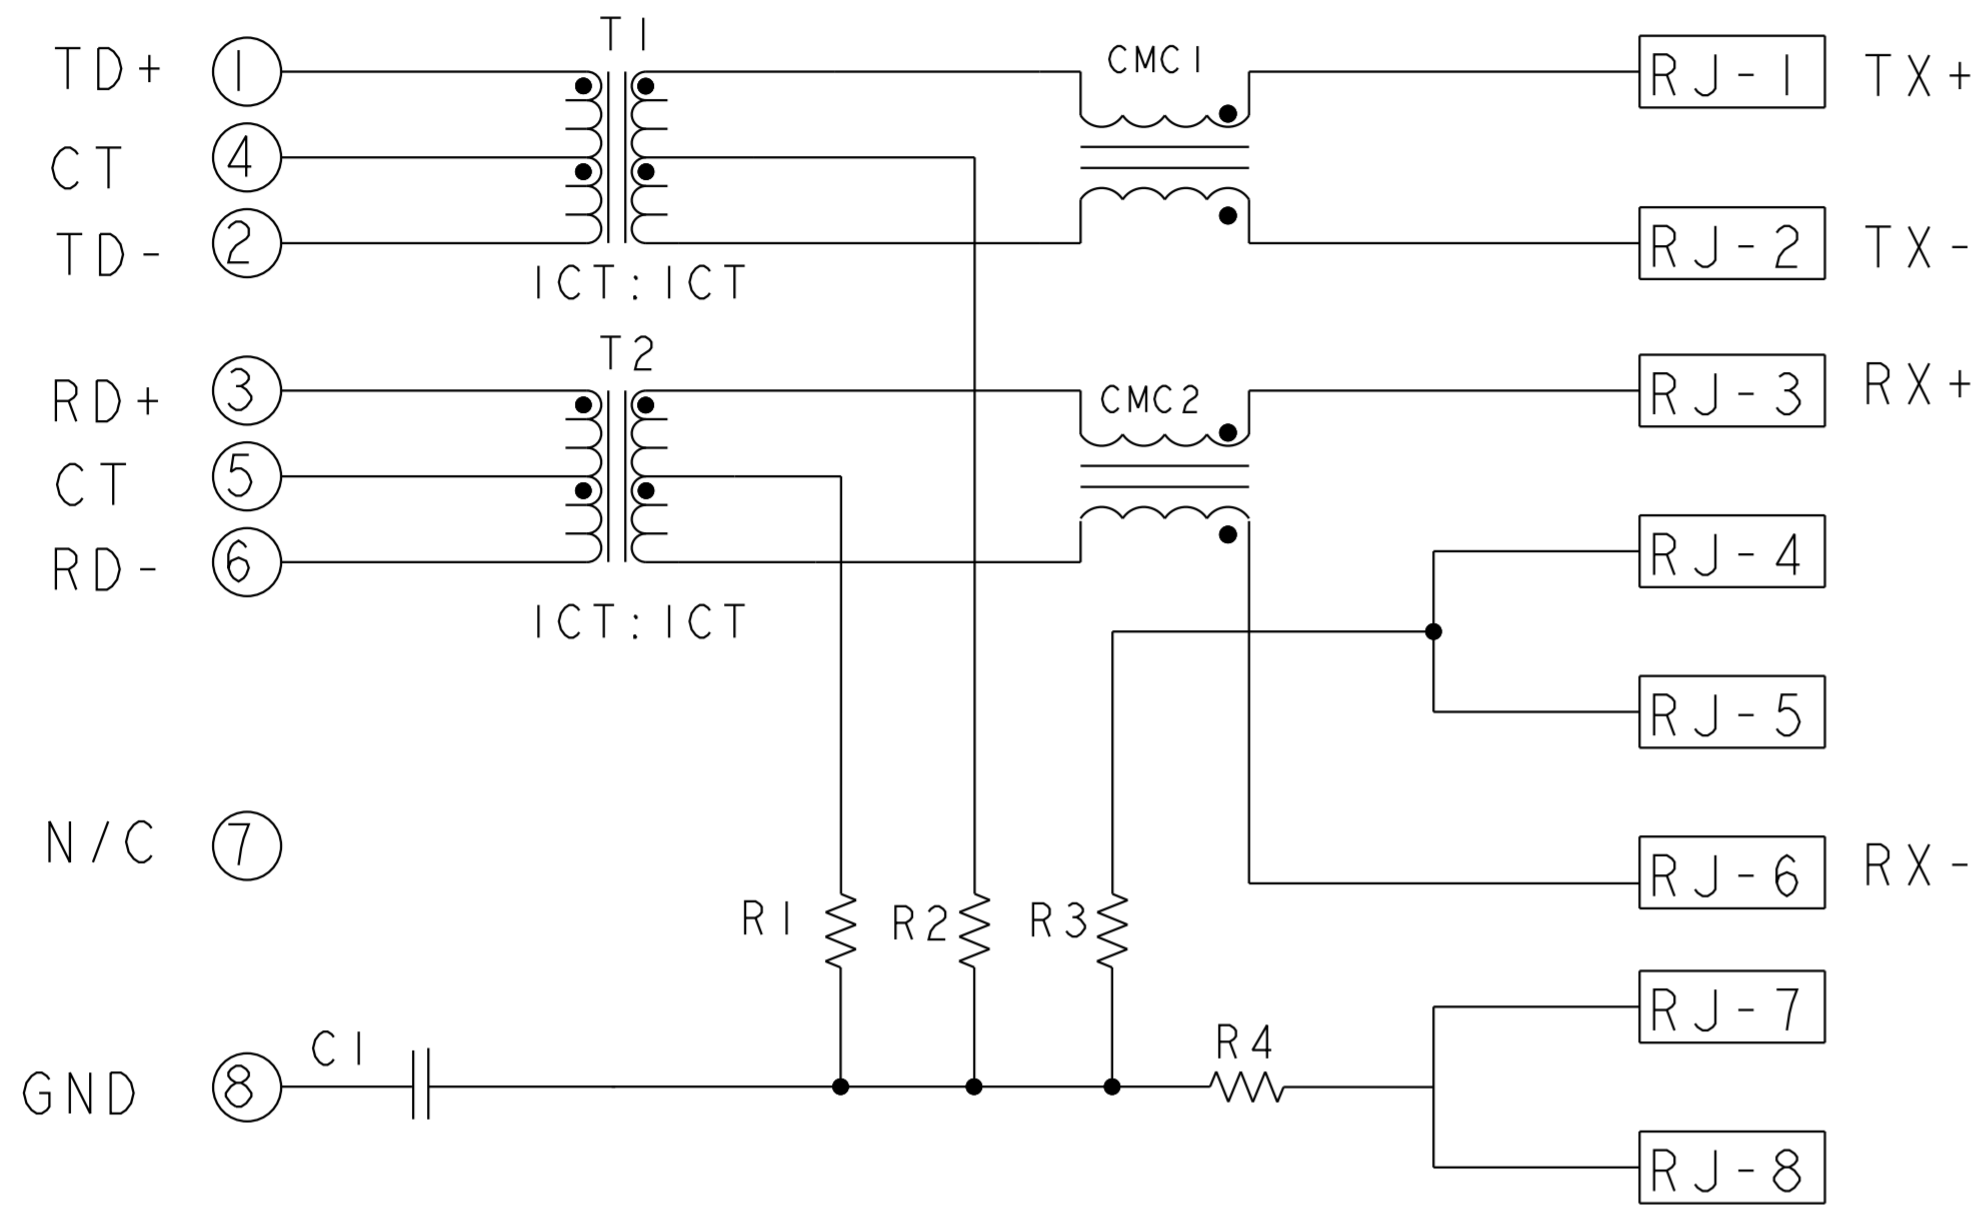 T1
TD+ 1 CMC1 RJ-1 TX+
CT 4
TD- 2 RJ-2 TX-
1CT:1CT
T2
RD+ 3 CMC2 RJ-3 RX+
CT 5
RD- 6 RJ-4
1CT:1CT
RJ-5
N/C 7 RJ-6 RX-
R1 R2 R3
RJ-7
C1 R4
GND 8
RJ-8